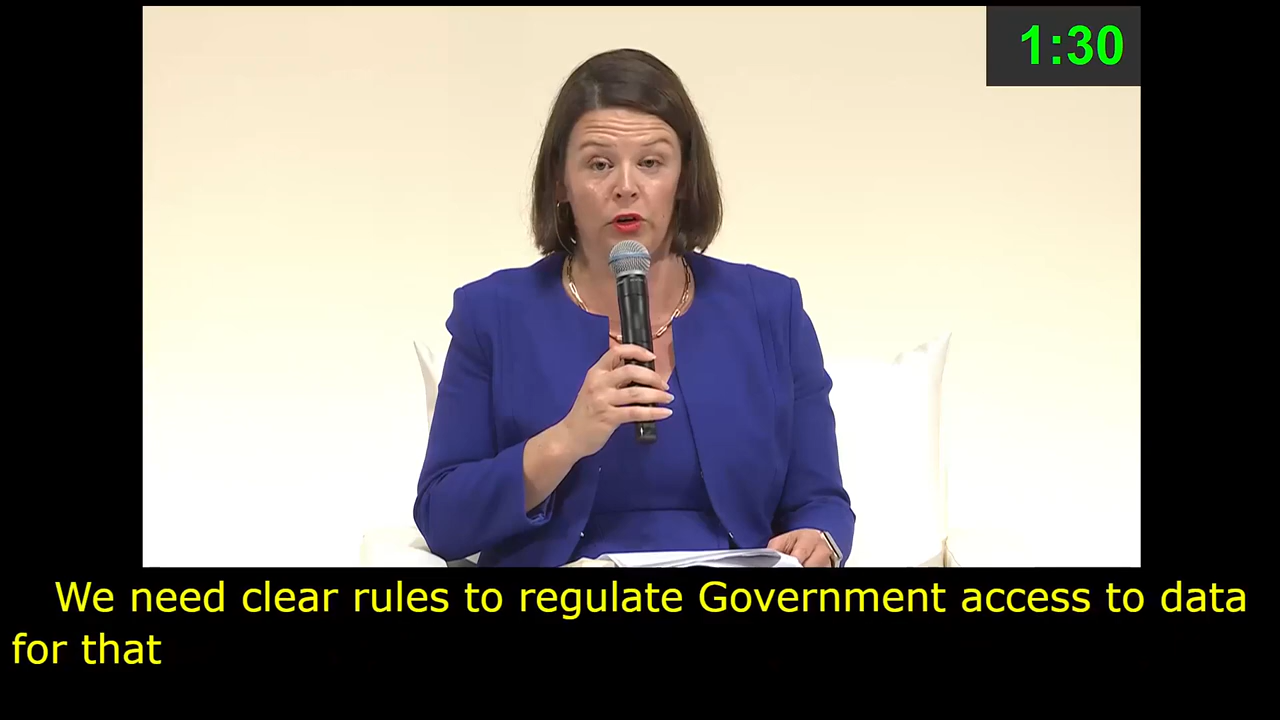 1:30
We need clear rules to regulate Government access to data
for that